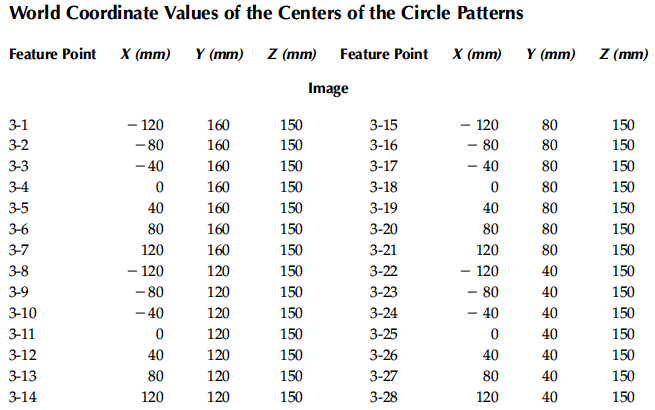 World Coordinate Values of the Centers of the Circle Patterns
Feature Point X (mm) Y (mm) Z (mm) Feature Point X (mm) Y (mm) Z (mm)
Image
3-1 − 120 160 150 3-15 − 120 80 150
3-2 − 80 160 150 3-16 − 80 80 150
3-3 − 40 160 150 3-17 − 40 80 150
3-4 0 160 150 3-18 0 80 150
3-5 40 160 150 3-19 40 80 150
3-6 80 160 150 3-20 80 80 150
3-7 120 160 150 3-21 120 80 150
3-8 − 120 120 150 3-22 − 120 40 150
3-9 − 80 120 150 3-23 − 80 40 150
3-10 − 40 120 150 3-24 − 40 40 150
3-11 0 120 150 3-25 0 40 150
3-12 40 120 150 3-26 40 40 150
3-13 80 120 150 3-27 80 40 150
3-14 120 120 150 3-28 120 40 150